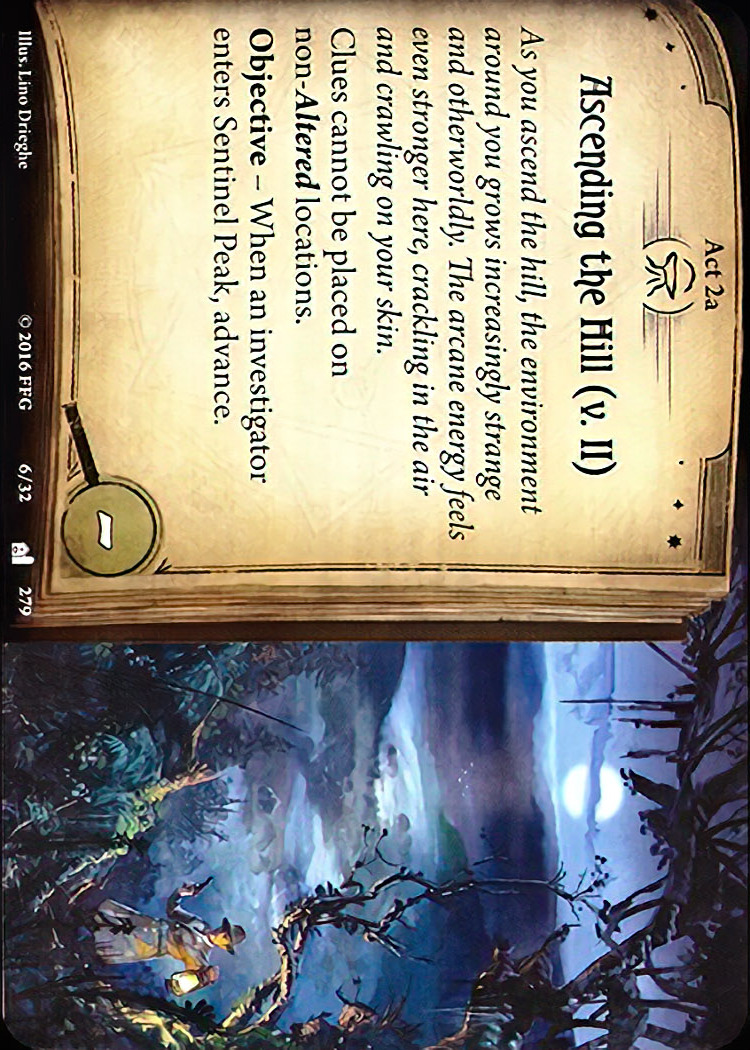 Act 2a
Ascending the Hill (v. II)
As you ascend the hill, the environment
around you grows increasingly strange
and otherworldly. The arcane energy feels
even stronger here, crackling in the air
and crawling on your skin.
Clues cannot be placed on
non-Altered locations.
Objective – When an investigator
enters Sentinel Peak, advance.
–
Illus. Lino Drieghe
© 2016 FFG
6/32
279